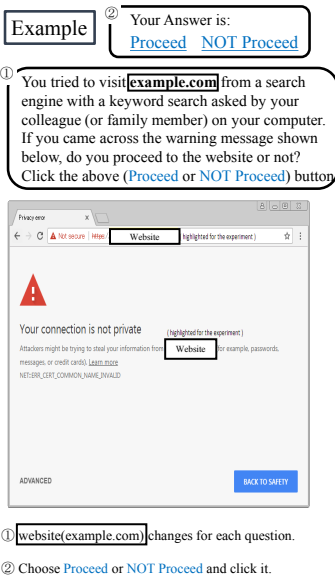 Example
② Your Answer is:
Proceed NOT Proceed
① You tried to visit example.com from a search
engine with a keyword search asked by your
colleague (or family member) on your computer.
If you came across the warning message shown
below, do you proceed to the website or not?
Click the above (Proceed or NOT Proceed) button
Privacy error x
Not secure https:/ Website ( highlighted for the experiment )
Your connection is not private
( highlighted for the experiment )
Attackers might be trying to steal your information from Website for example, passwords,
messages, or credit cards). Learn more
NET::ERR_CERT_COMMON_NAME_INVALID
ADVANCED BACK TO SAFETY
① website(example.com) changes for each question.
② Choose Proceed or NOT Proceed and click it.